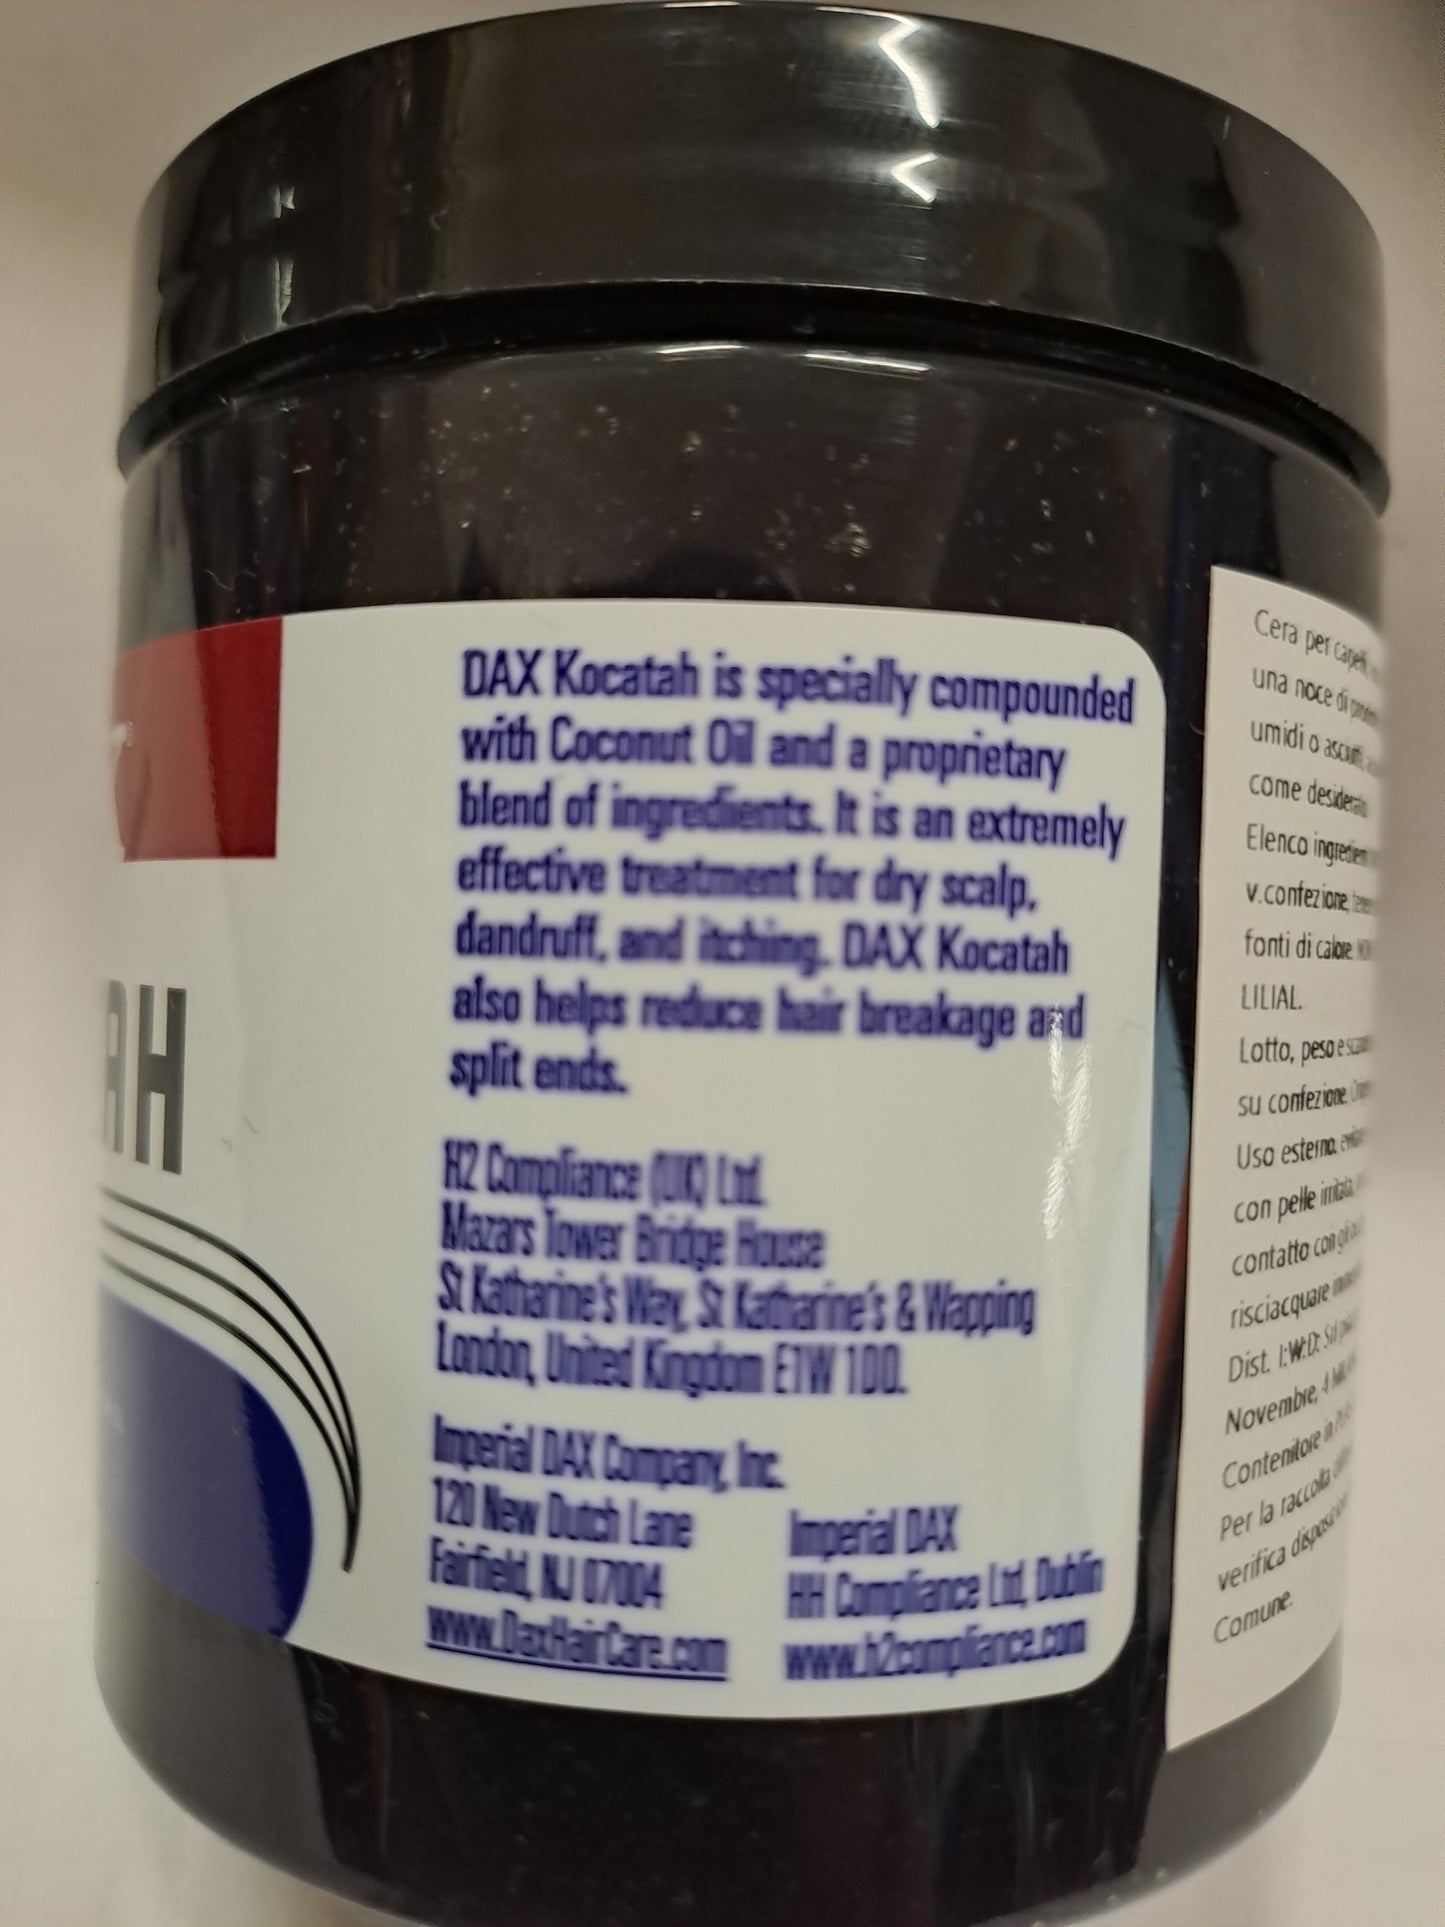 AH
DAX Kocatah is specially compounded
with Coconut Oil and a proprietary
blend of ingredients. It is an extremely
effective treatment for dry scalp,
dandruff, and itching. DAX Kocatah
also helps reduce hair breakage and
split ends.
H2 Compliance (UK) Ltd.
Mazars Tower Bridge House
St Katharine's Way, St Katharine's & Wapping
London, United Kingdom E1W 1DD.
Imperial DAX Company, Inc.
120 New Dutch Lane
Fairfield, NJ 07004
www.DaxHairCare.com
Imperial DAX
HH Compliance Ltd, Dublin
www.h2compliance.com
Cera per capelli
una noce di
umidi o
come
Elenco
v.confezione,
fonti di calore.
LILIAL.
Lotto, peso e
su confezione.
Uso esterno.
con pelle
contatto con
risciacquare
Dist. I:W:D: Srl
Novembre, 4
Contenitore in
Per la raccolta
verifica
Comune.